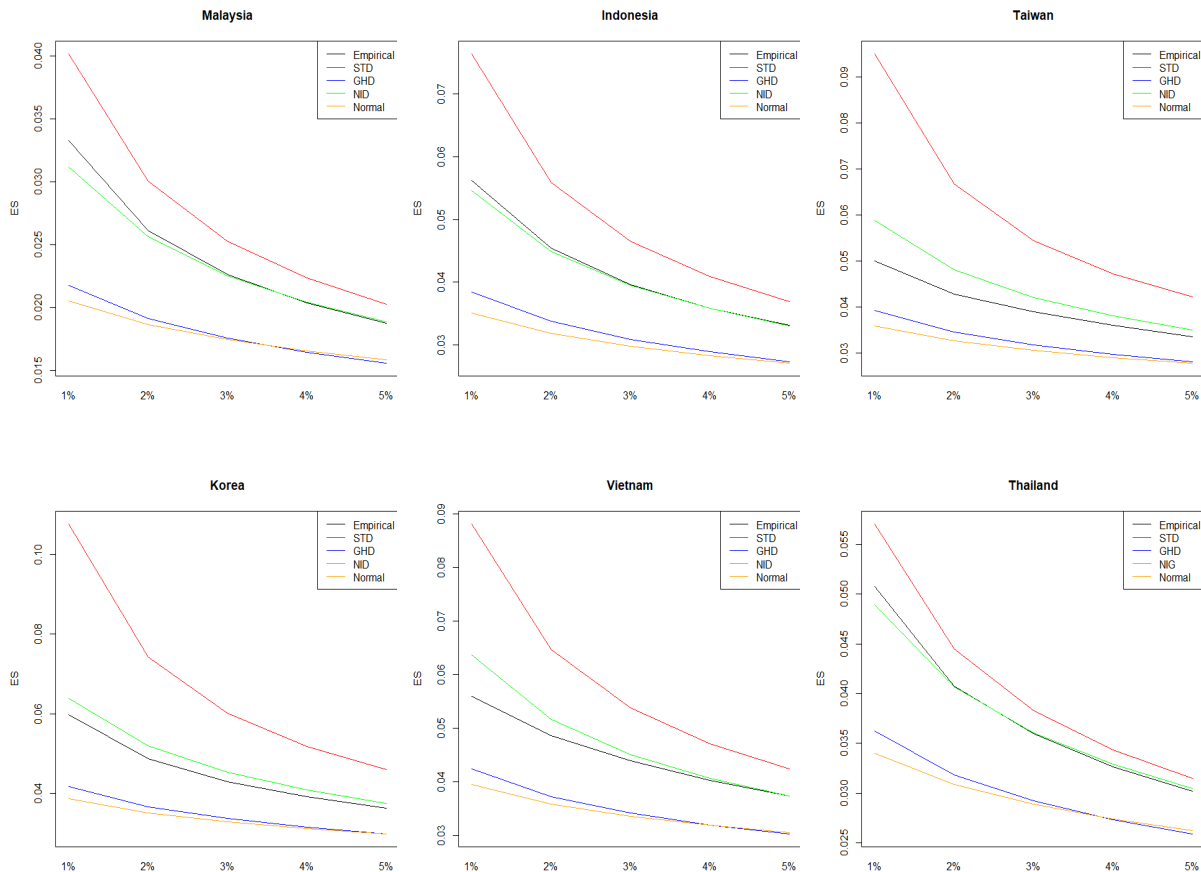 Malaysia
ES
0.015
0.020
0.025
0.030
0.035
0.040
Empirical
STD
GHD
NID
Normal
1% 2% 3% 4% 5%
Indonesia
ES
0.03
0.04
0.05
0.06
0.07
Empirical
STD
GHD
NID
Normal
1% 2% 3% 4% 5%
Taiwan
ES
0.03
0.04
0.05
0.06
0.07
0.08
0.09
Empirical
STD
GHD
NID
Normal
1% 2% 3% 4% 5%
Korea
ES
0.04
0.06
0.08
0.10
Empirical
STD
GHD
NID
Normal
1% 2% 3% 4% 5%
Vietnam
ES
0.03
0.04
0.05
0.06
0.07
0.08
0.09
Empirical
STD
GHD
NID
Normal
1% 2% 3% 4% 5%
Thailand
ES
0.025
0.030
0.035
0.040
0.045
0.050
0.055
Empirical
STD
GHD
NIG
Normal
1% 2% 3% 4% 5%